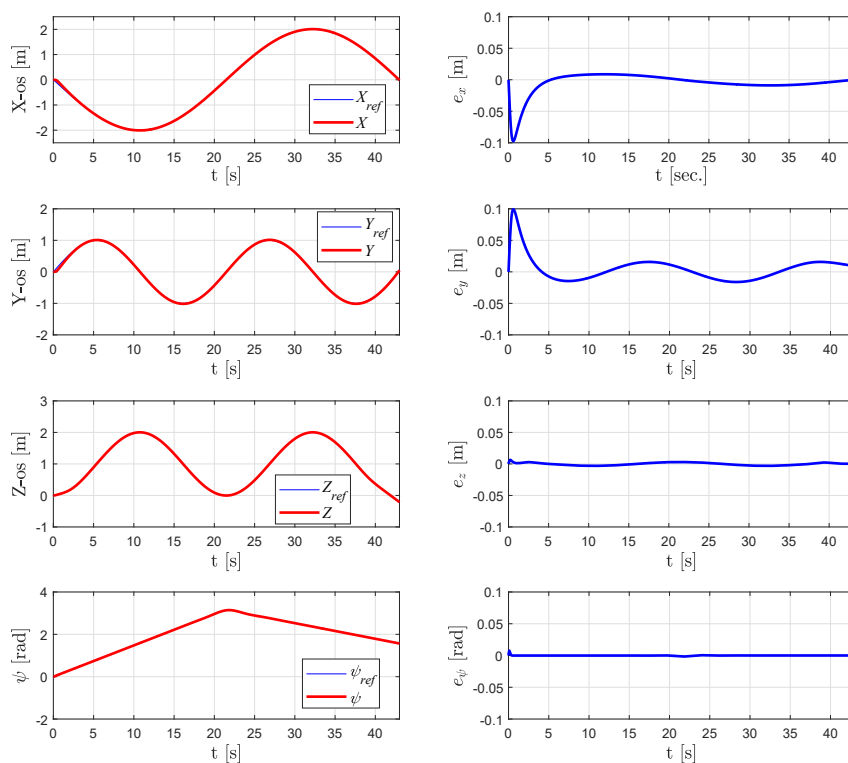 X-os [m]
2
1
0
-1
-2
0 5 10 15 20 25 30 35 40
t [s]
X_ref
X
e_x [m]
0.1
0.05
0
-0.05
-0.1
0 5 10 15 20 25 30 35 40
t [sec.]
Y-os [m]
2
1
0
-1
-2
0 5 10 15 20 25 30 35 40
t [s]
Y_ref
Y
e_y [m]
0.1
0.05
0
-0.05
-0.1
0 5 10 15 20 25 30 35 40
t [s]
Z-os [m]
3
2
1
0
-1
0 5 10 15 20 25 30 35 40
t [s]
Z_ref
Z
e_z [m]
0.1
0.05
0
-0.05
-0.1
0 5 10 15 20 25 30 35 40
t [s]
ψ [rad]
4
2
0
-2
0 5 10 15 20 25 30 35 40
t [s]
ψ_ref
ψ
e_ψ [rad]
0.1
0.05
0
-0.05
-0.1
0 5 10 15 20 25 30 35 40
t [s]